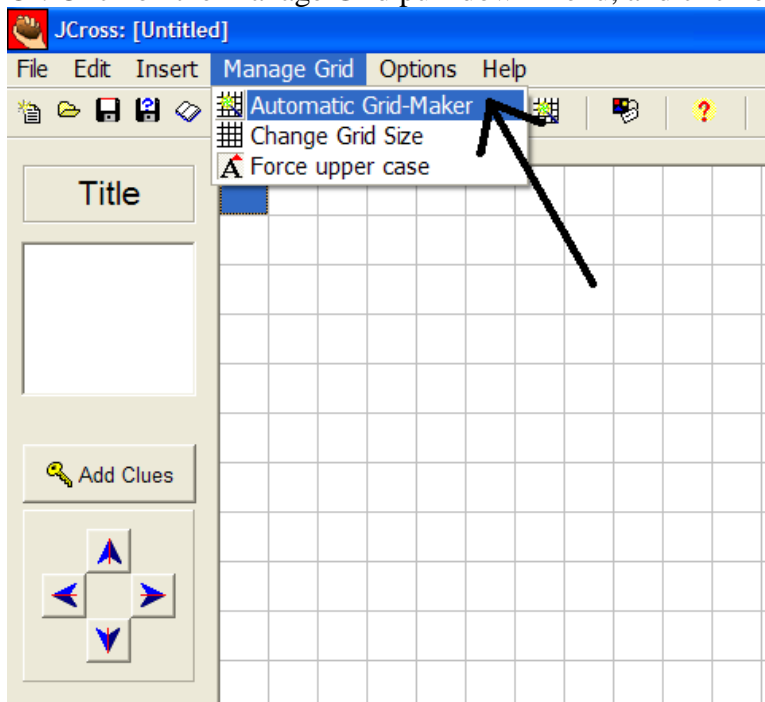 JCross: [Untitled]
File Edit Insert Manage Grid Options Help
Automatic Grid-Maker
Change Grid Size
Force upper case
Title
Add Clues